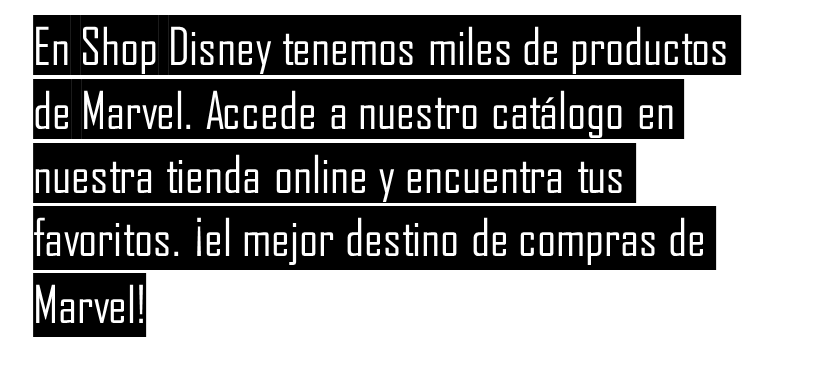 En Shop Disney tenemos miles de productos
de Marvel. Accede a nuestro catálogo en
nuestra tienda online y encuentra tus
favoritos. ¡el mejor destino de compras de
Marvel!